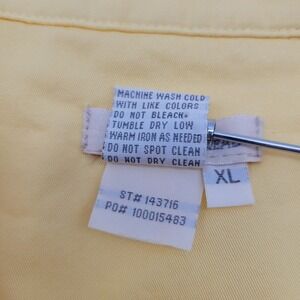 MACHINE WASH COLD
WITH LIKE COLORS
DO NOT BLEACH.
TUMBLE DRY LOW
WARM IRON AS NEEDED
DO NOT SPOT CLEAN
DO NOT DRY CLEAN
XL
ST# 143716
PO# 100015463